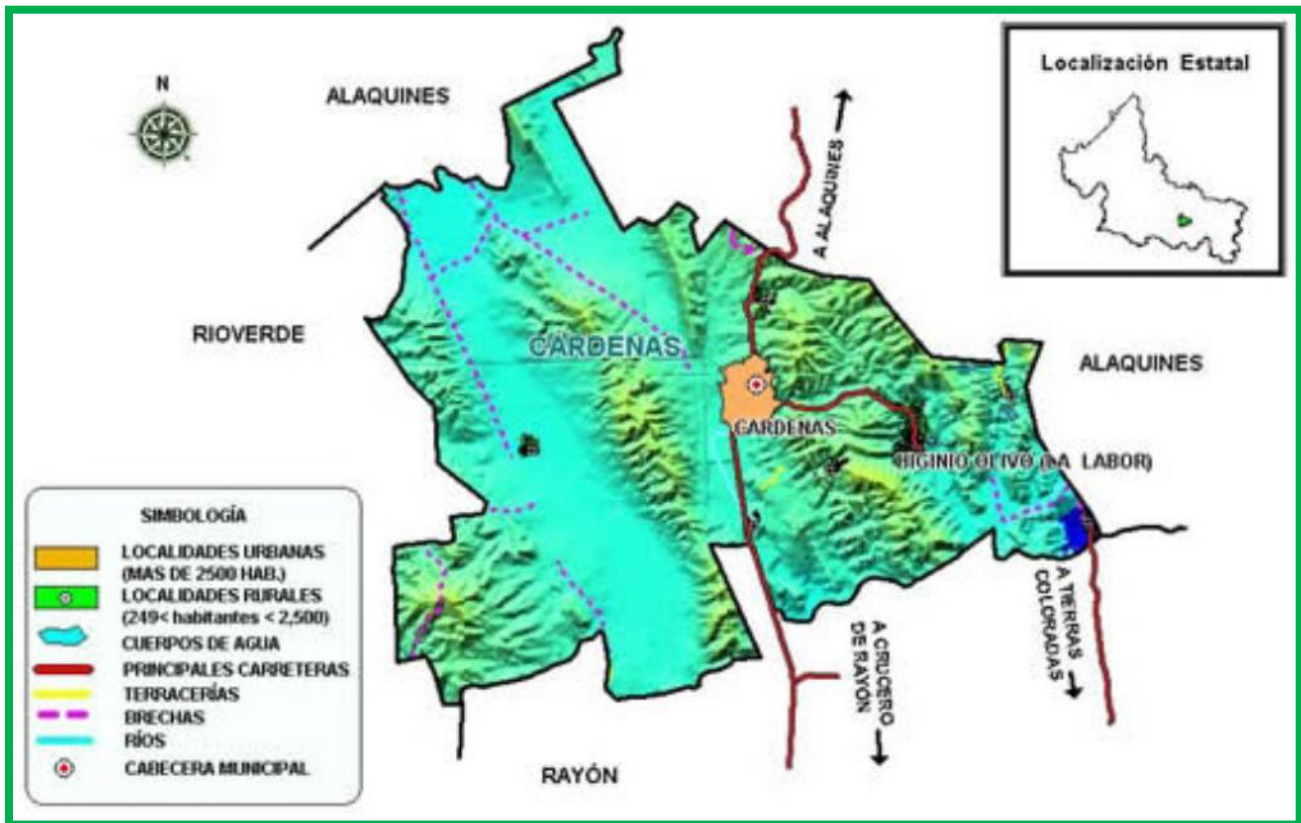 N
ALAQUINES
Localización Estatal
A ALAQUINES
RIOVERDE
CÁRDENAS
ALAQUINES
CARDENAS
HIGINIO OLIVO (LA LABOR)
SIMBOLOGÍA
LOCALIDADES URBANAS
(MAS DE 2500 HAB.)
LOCALIDADES RURALES
(249< habitantes < 2,500)
CUERPOS DE AGUA
PRINCIPALES CARRETERAS
TERRACERÍAS
BRECHAS
RÍOS
CABECERA MUNICIPAL
A TIERRAS
COLORADAS
A CRUCERO
DE RAYÓN
RAYÓN